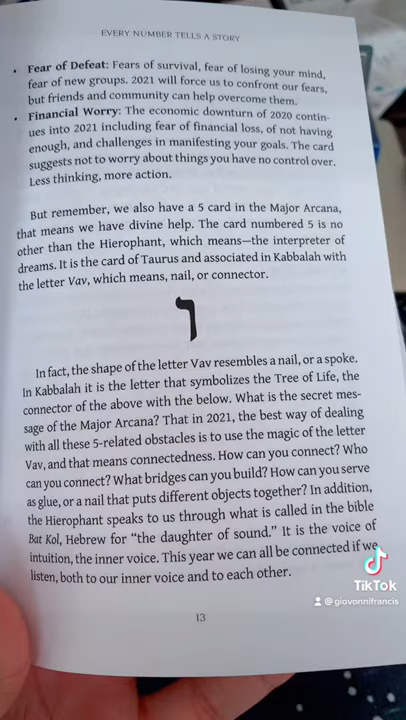 EVERY NUMBER TELLS A STORY
• Fear of Defeat: Fears of survival, fear of losing your mind,
fear of new groups. 2021 will force us to confront our fears,
but friends and community can help overcome them.
• Financial Worry: The economic downturn of 2020 contin-
ues into 2021 including fear of financial loss, of not having
enough, and challenges in manifesting your goals. The card
suggests not to worry about things you have no control over.
Less thinking, more action.
But remember, we also have a 5 card in the Major Arcana,
that means we have divine help. The card numbered 5 is no
other than the Hierophant, which means—the interpreter of
dreams. It is the card of Taurus and associated in Kabbalah with
the letter Vav, which means, nail, or connector.
ו
In fact, the shape of the letter Vav resembles a nail, or a spoke.
In Kabbalah it is the letter that symbolizes the Tree of Life, the
connector of the above with the below. What is the secret mes-
sage of the Major Arcana? That in 2021, the best way of dealing
with all these 5-related obstacles is to use the magic of the letter
Vav, and that means connectedness. How can you connect? Who
can you connect? What bridges can you build? How can you serve
as glue, or a nail that puts different objects together? In addition,
the Hierophant speaks to us through what is called in the bible
Bat Kol, Hebrew for "the daughter of sound." It is the voice of
intuition, the inner voice. This year we can all be connected if we
listen, both to our inner voice and to each other.
TikTok
@giovonnifrancis
13